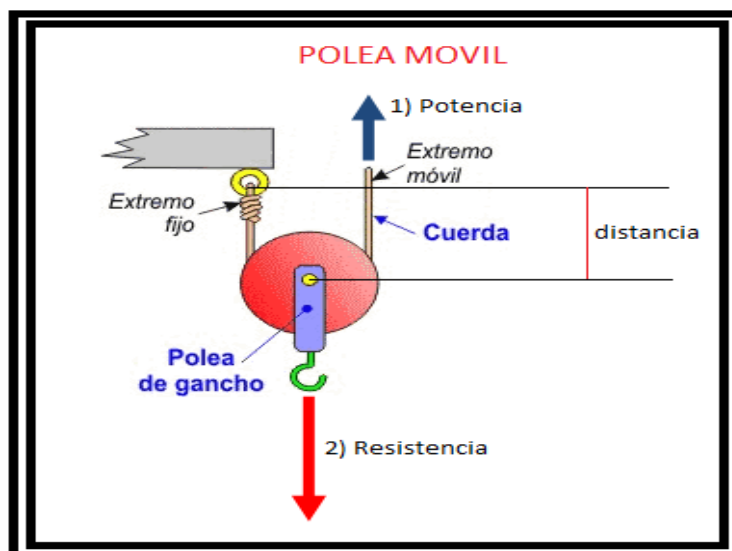 POLEA MOVIL
1) Potencia
Extremo
móvil
Extremo
fijo
Cuerda
distancia
Polea
de gancho
2) Resistencia